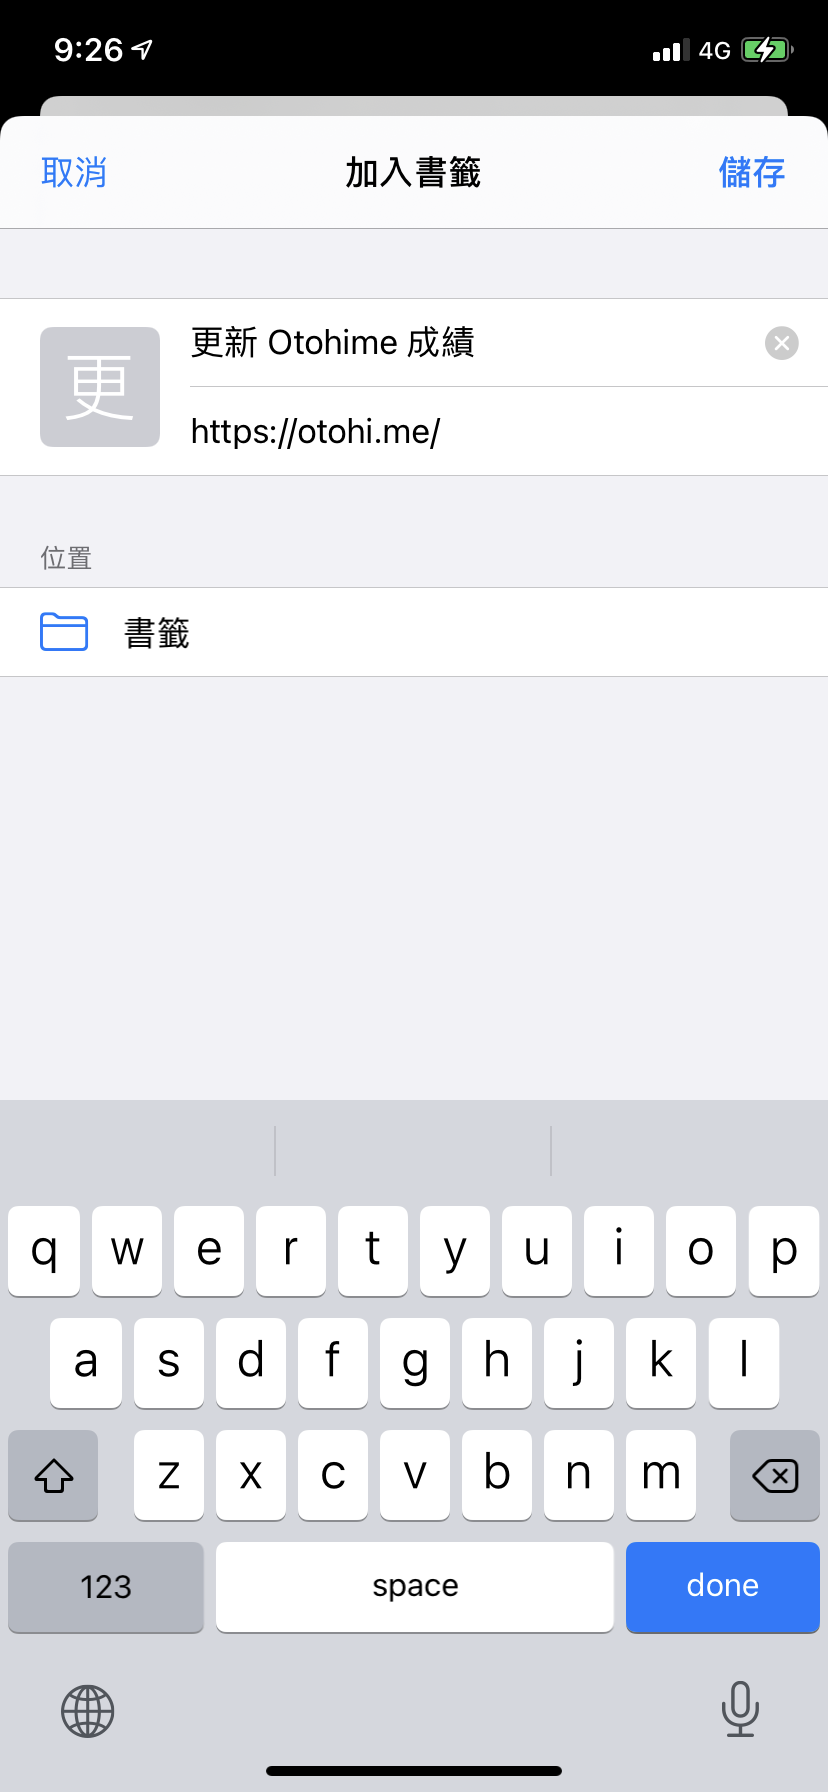 9:26 4G
取消 加入書籤 儲存
更
更新 Otohime 成績
https://otohi.me/
位置
書籤
q w e r t y u i o p
a s d f g h j k l
z x c v b n m
123 space done